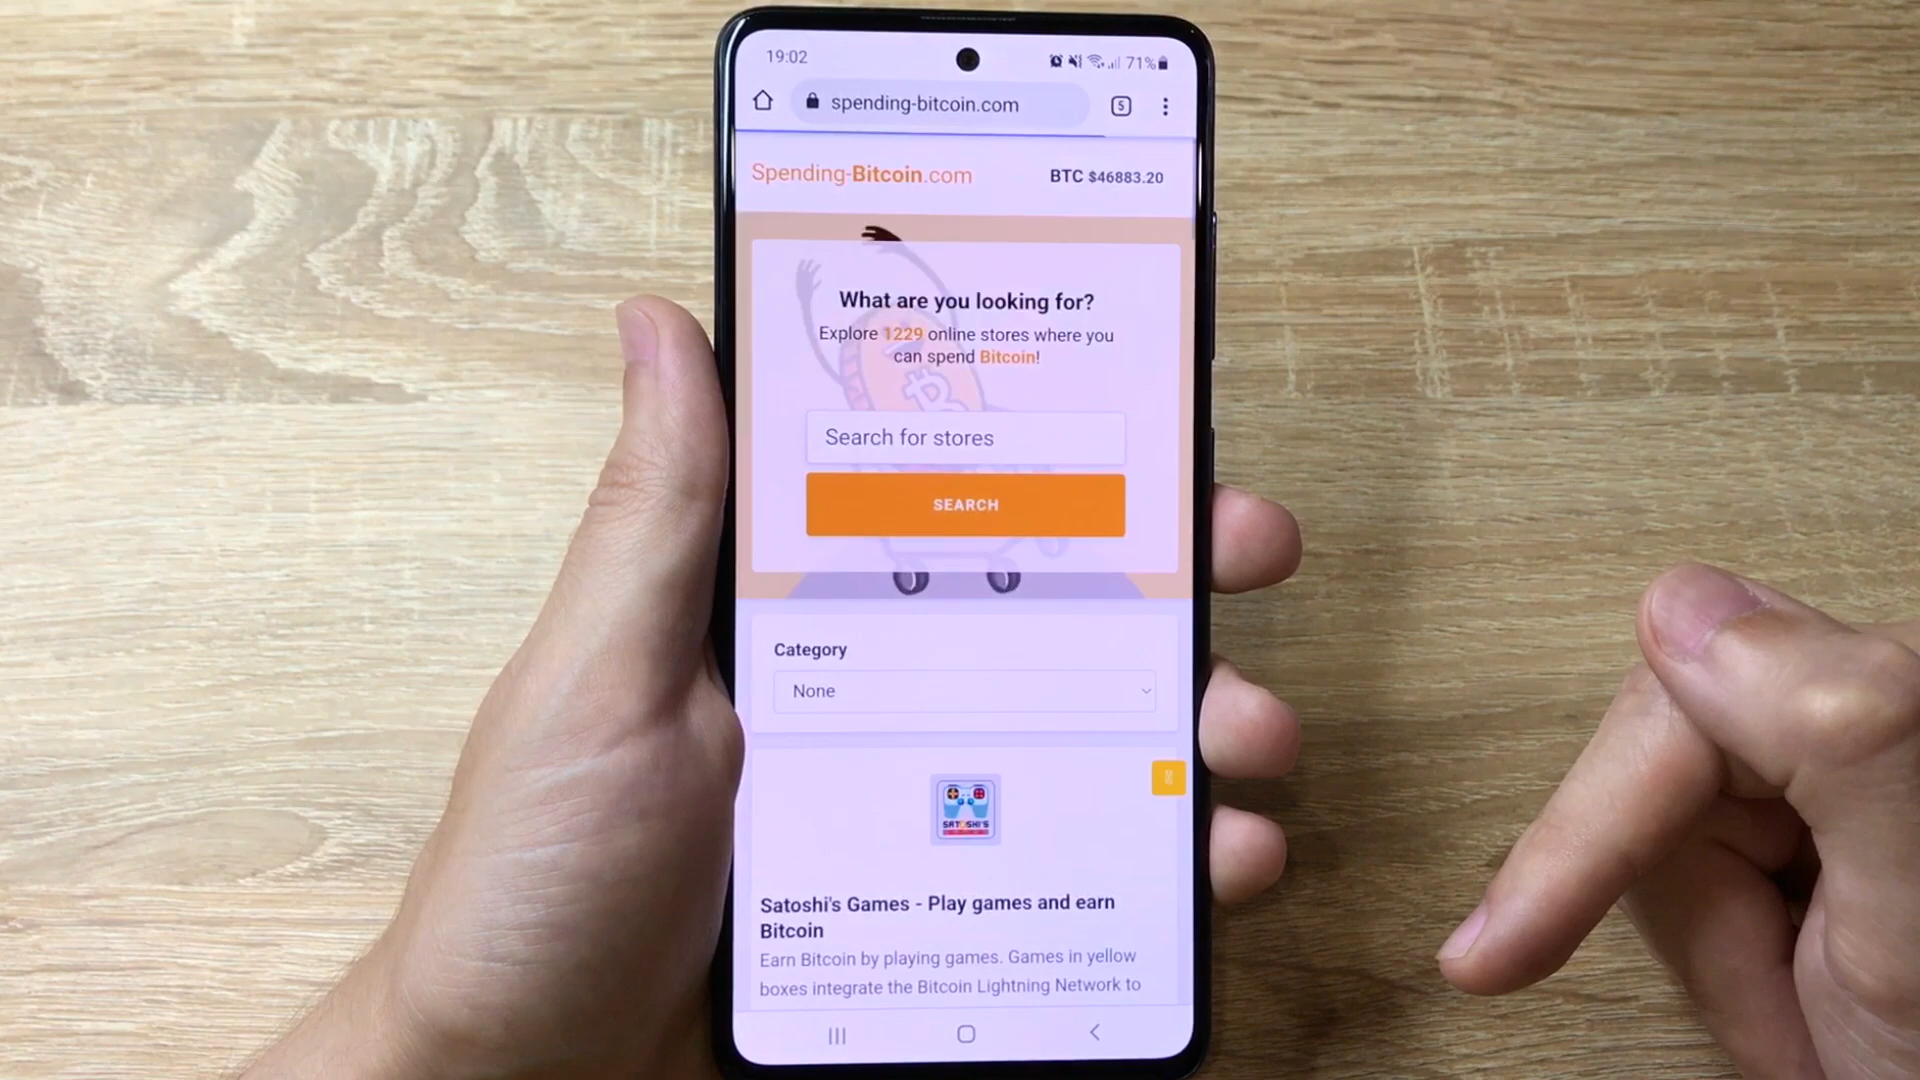 19:02
71%
spending-bitcoin.com
5
Spending-Bitcoin.com
BTC $46883.20
What are you looking for?
Explore 1229 online stores where you
can spend Bitcoin!
Search for stores
SEARCH
Category
None
SATOSHI'S
Satoshi's Games - Play games and earn
Bitcoin
Earn Bitcoin by playing games. Games in yellow
boxes integrate the Bitcoin Lightning Network to